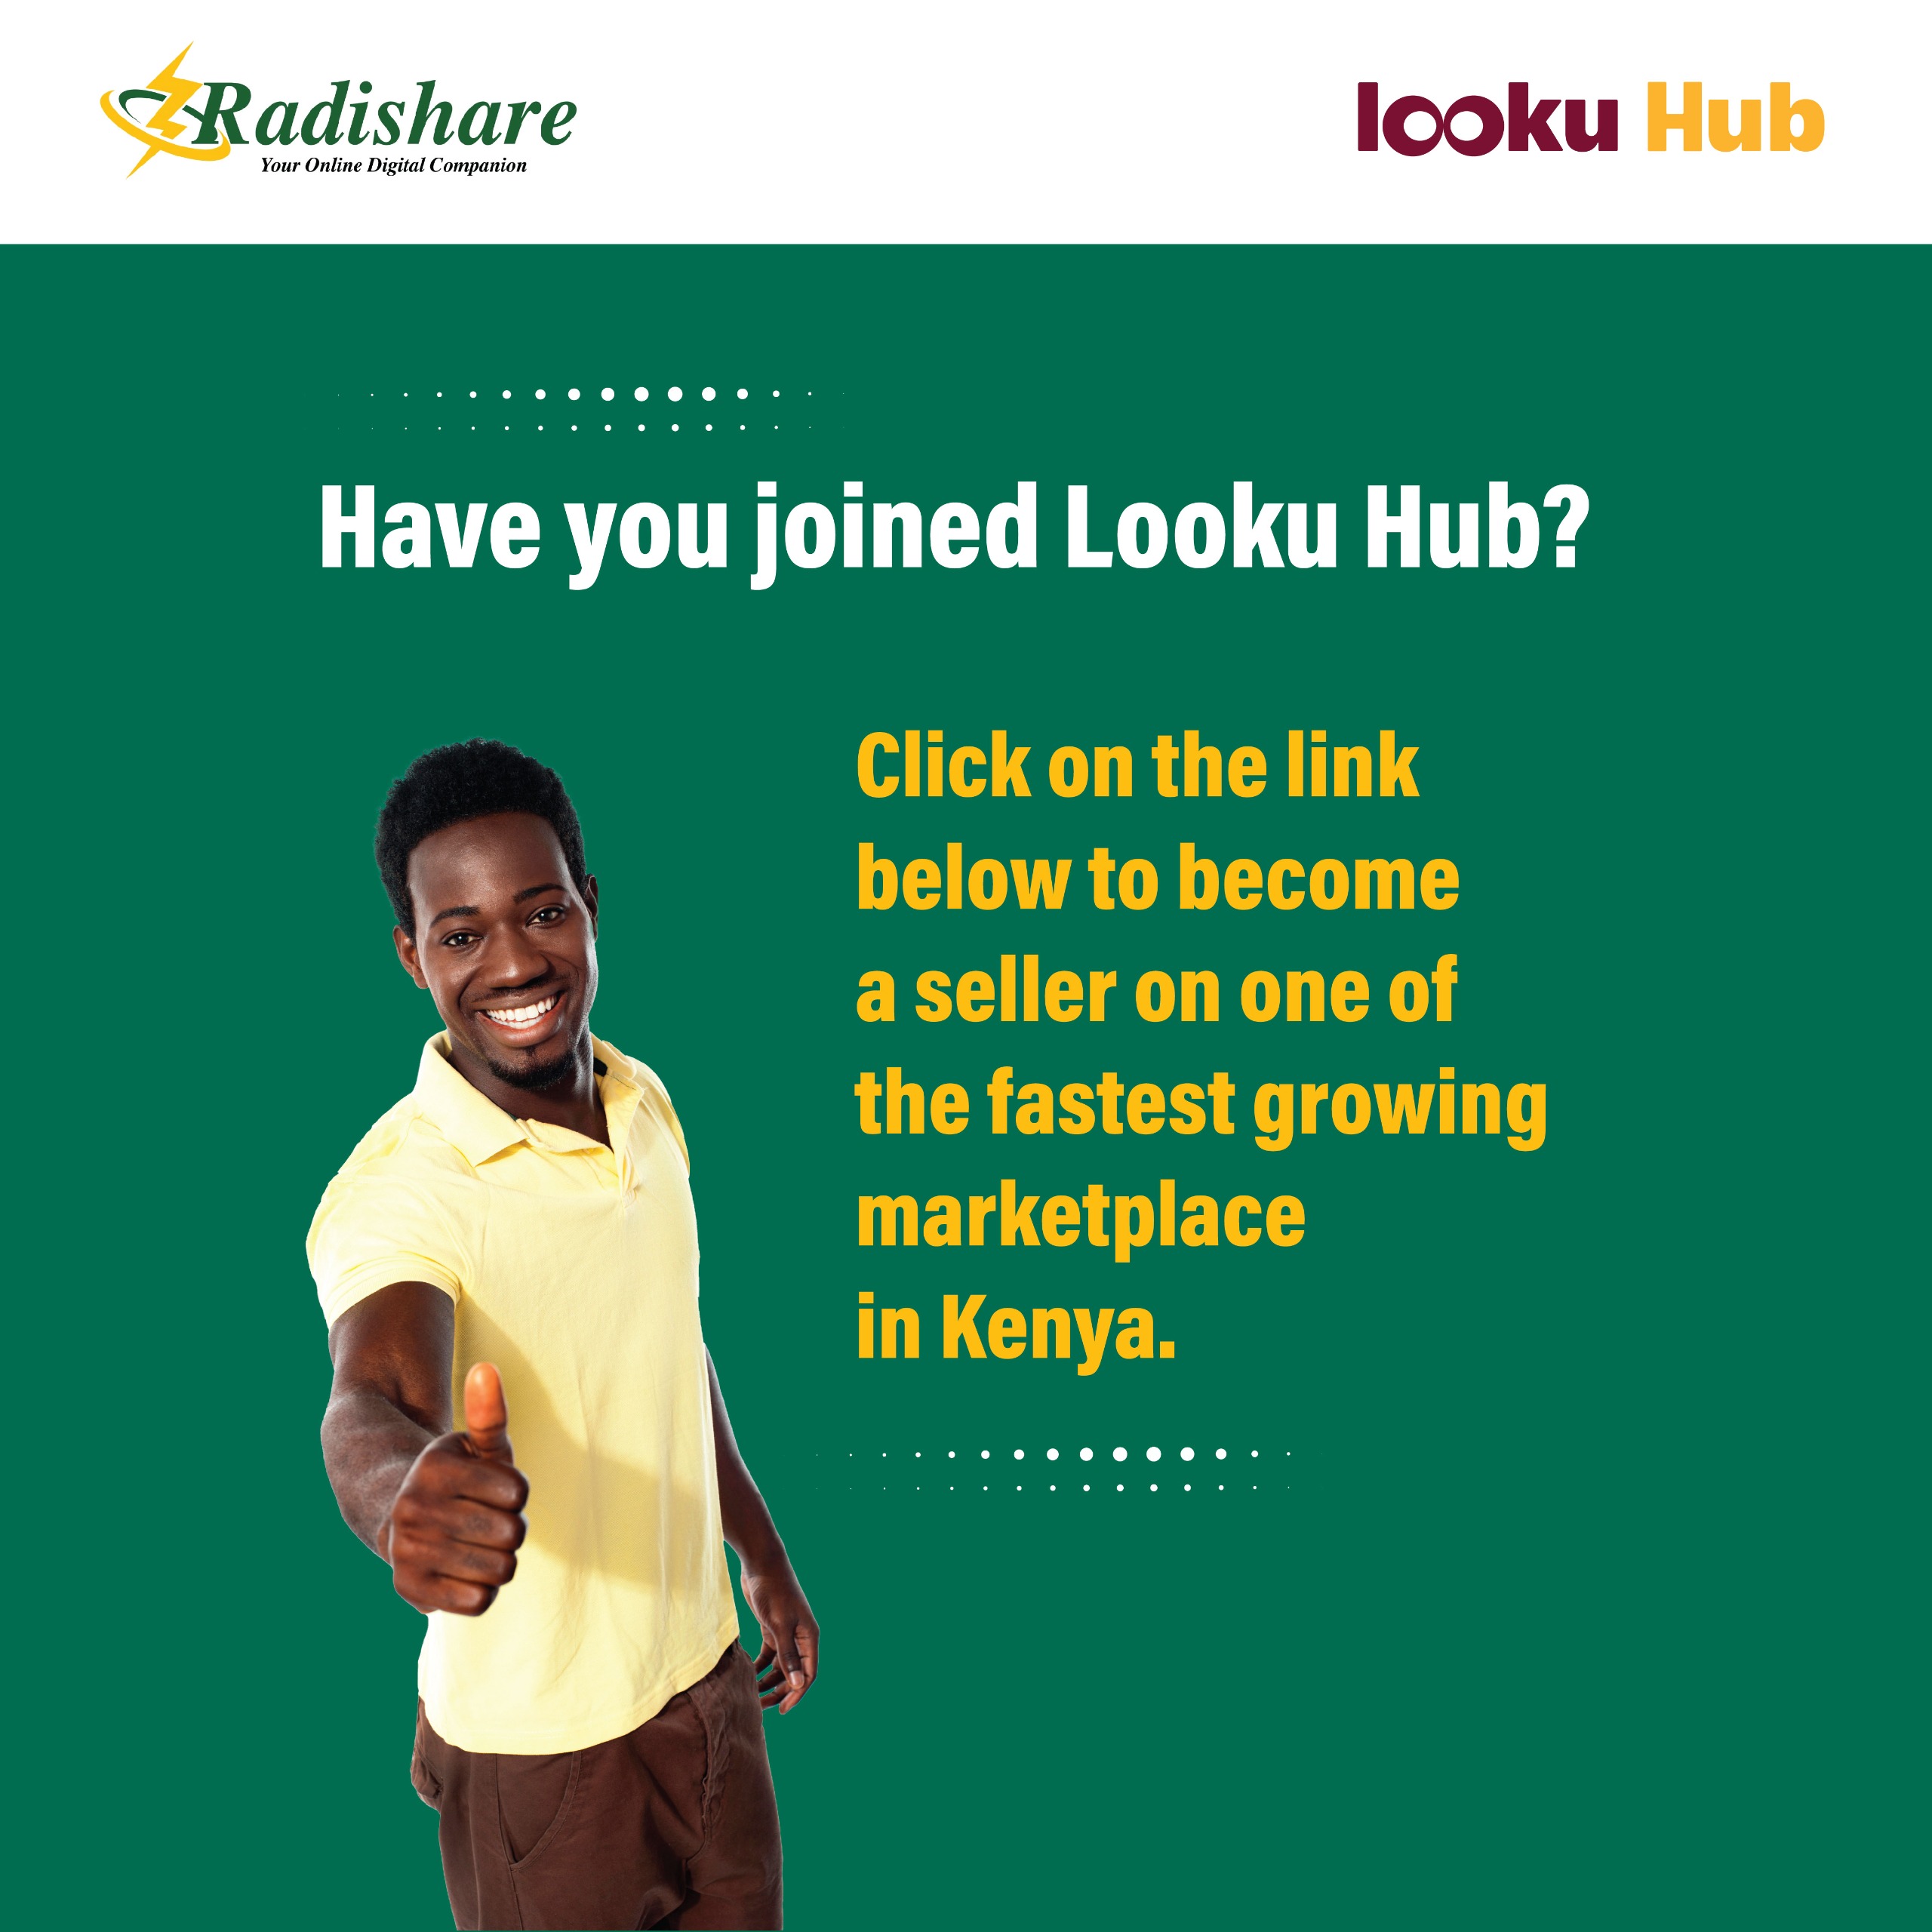 Radishare
Your Online Digital Companion
looku Hub
Have you joined Looku Hub?
Click on the link
below to become
a seller on one of
the fastest growing
marketplace
in Kenya.